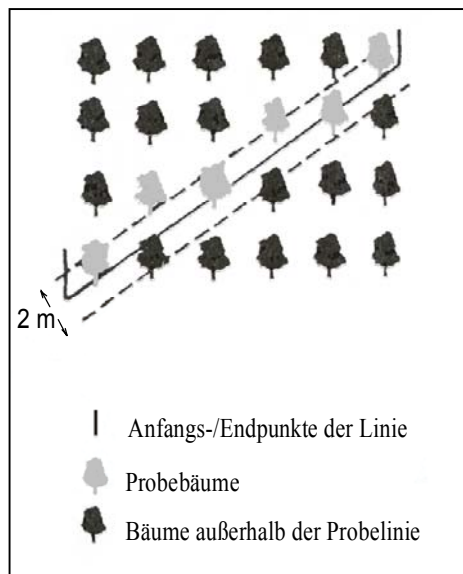 2 m
Anfangs-/Endpunkte der Linie
Probebäume
Bäume außerhalb der Probelinie